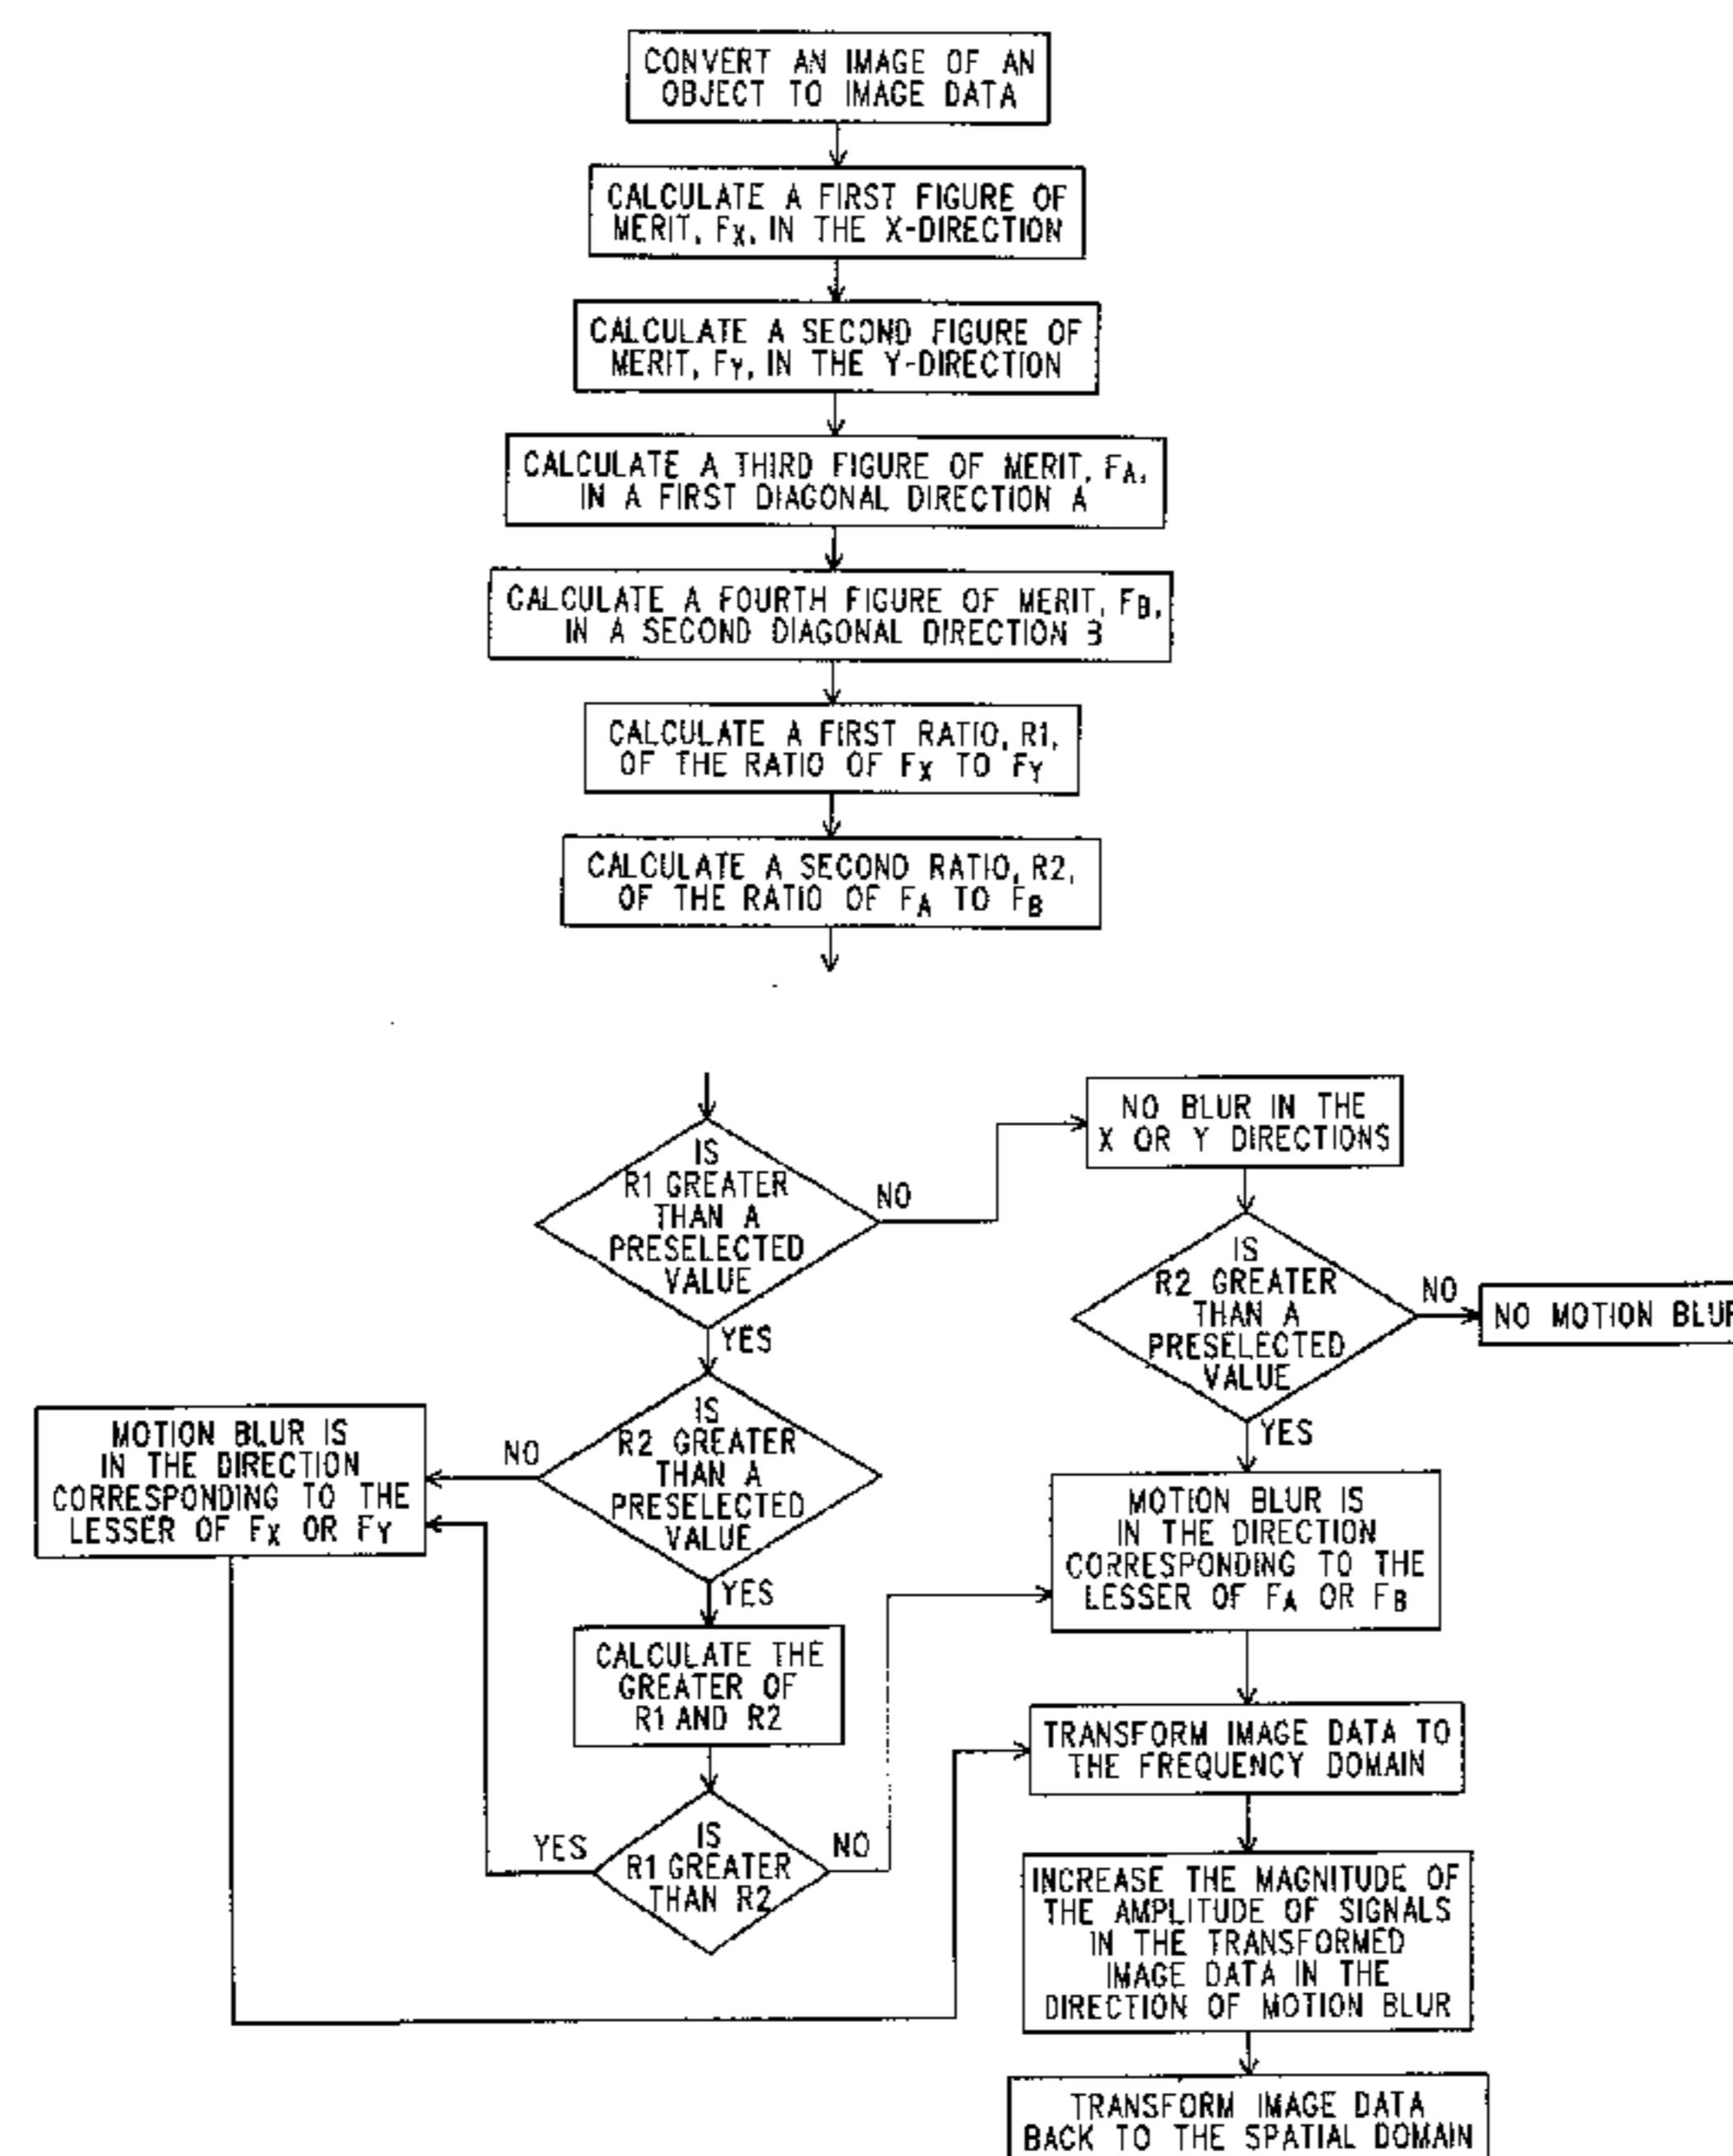 CONVERT AN IMAGE OF AN
OBJECT TO IMAGE DATA
CALCULATE A FIRST FIGURE OF
MERIT, FX, IN THE X-DIRECTION
CALCULATE A SECOND FIGURE OF
MERIT, FY, IN THE Y-DIRECTION
CALCULATE A THIRD FIGURE OF MERIT, FA,
IN A FIRST DIAGONAL DIRECTION A
CALCULATE A FOURTH FIGURE OF MERIT, FB,
IN A SECOND DIAGONAL DIRECTION B
CALCULATE A FIRST RATIO, R1,
OF THE RATIO OF FX TO FY
CALCULATE A SECOND RATIO, R2,
OF THE RATIO OF FA TO FB
IS
R1 GREATER
THAN A
PRESELECTED
VALUE
NO
YES
NO BLUR IN THE
X OR Y DIRECTIONS
IS
R2 GREATER
THAN A
PRESELECTED
VALUE
NO
YES
NO MOTION BLUR
IS
R2 GREATER
THAN A
PRESELECTED
VALUE
NO
YES
MOTION BLUR IS
IN THE DIRECTION
CORRESPONDING TO THE
LESSER OF FX OR FY
MOTION BLUR IS
IN THE DIRECTION
CORRESPONDING TO THE
LESSER OF FA OR FB
CALCULATE THE
GREATER OF
R1 AND R2
IS
R1 GREATER
THAN R2
YES
NO
TRANSFORM IMAGE DATA TO
THE FREQUENCY DOMAIN
INCREASE THE MAGNITUDE OF
THE AMPLITUDE OF SIGNALS
IN THE TRANSFORMED
IMAGE DATA IN THE
DIRECTION OF MOTION BLUR
TRANSFORM IMAGE DATA
BACK TO THE SPATIAL DOMAIN